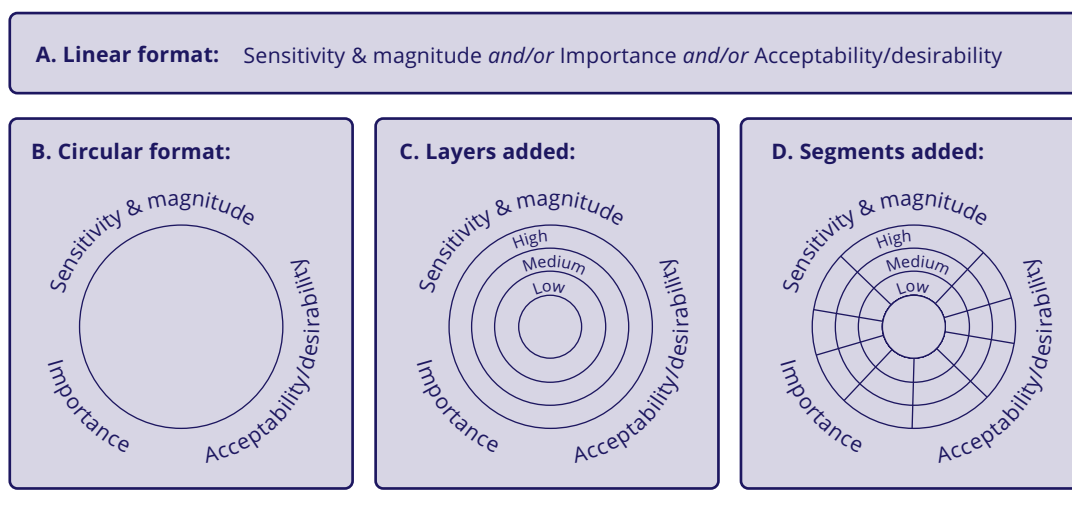 A. Linear format: Sensitivity & magnitude and/or Importance and/or Acceptability/desirability
B. Circular format:
Sensitivity & magnitude
Acceptability/desirability
Importance
C. Layers added:
Sensitivity & magnitude
High
Medium
Low
Acceptability/desirability
Importance
D. Segments added:
Sensitivity & magnitude
High
Medium
Low
Acceptability/desirability
Importance